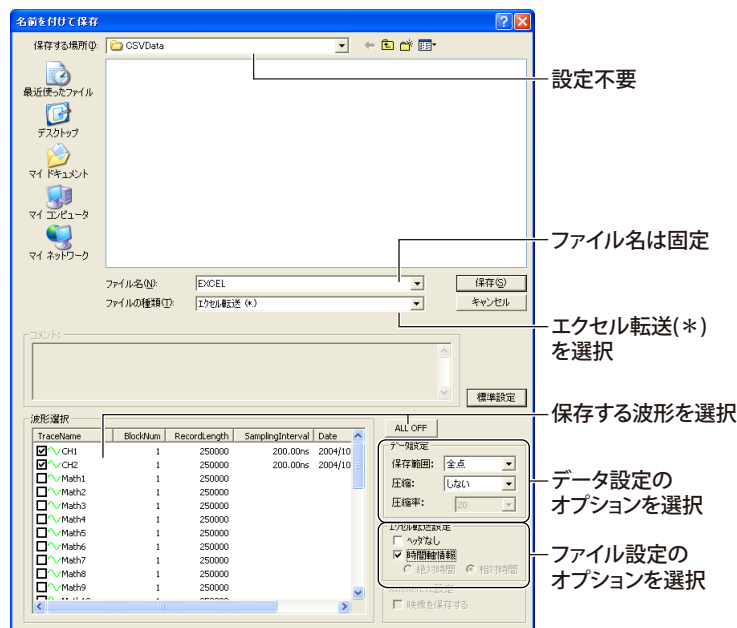 名前を付けて保存
保存する場所(I):
CSVData
設定不要
最近使ったファイル
デスクトップ
マイ ドキュメント
マイ コンピュータ
マイ ネットワーク
ファイル名は固定
ファイル名(N):
EXCEL
保存(S)
ファイルの種類(T):
エクセル転送 (*)
キャンセル
エクセル転送(＊)
を選択
コメント:
標準設定
保存する波形を選択
波形選択
ALL OFF
TraceName BlockNum RecordLength SamplingInterval Date
CH1 1 250000 200.00ns 2004/10
CH2 1 250000 200.00ns 2004/10
Math1 1 250000
Math2 1 250000
Math3 1 250000
Math4 1 250000
Math5 1 250000
Math6 1 250000
Math7 1 250000
Math8 1 250000
Math9 1 250000
データ設定
保存範囲: 全点
圧縮: しない
圧縮率: 20
データ設定の
オプションを選択
エクセル転送設定
ヘッダなし
時間軸情報
絶対時間 相対時間
ファイル設定の
オプションを選択
映像を保存する